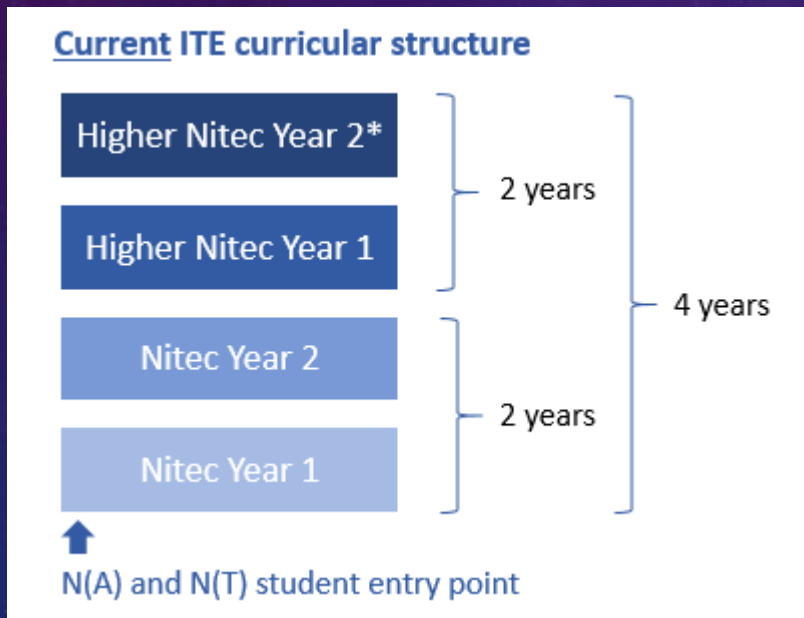 Current ITE curricular structure
Higher Nitec Year 2*
2 years
Higher Nitec Year 1
4 years
Nitec Year 2
2 years
Nitec Year 1
N(A) and N(T) student entry point